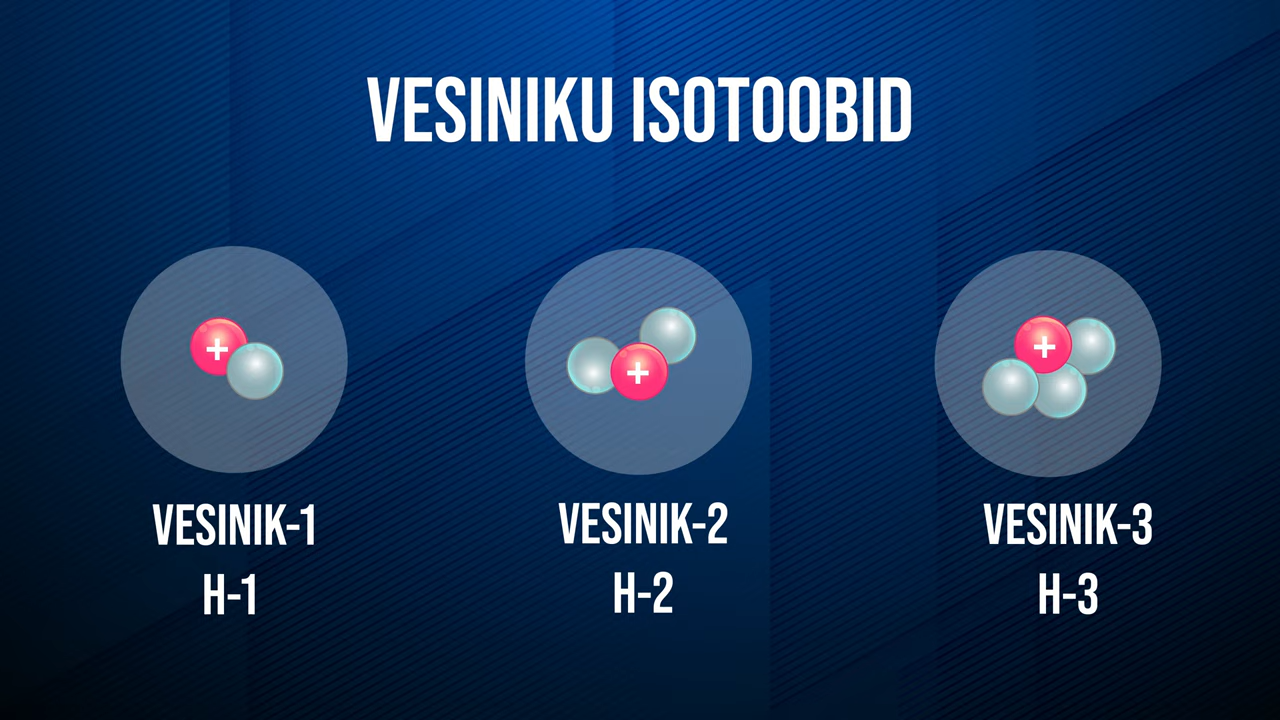 VESINIKU ISOTOOBID
+
+
+
VESINIK-1
VESINIK-2
VESINIK-3
H-1
H-2
H-3